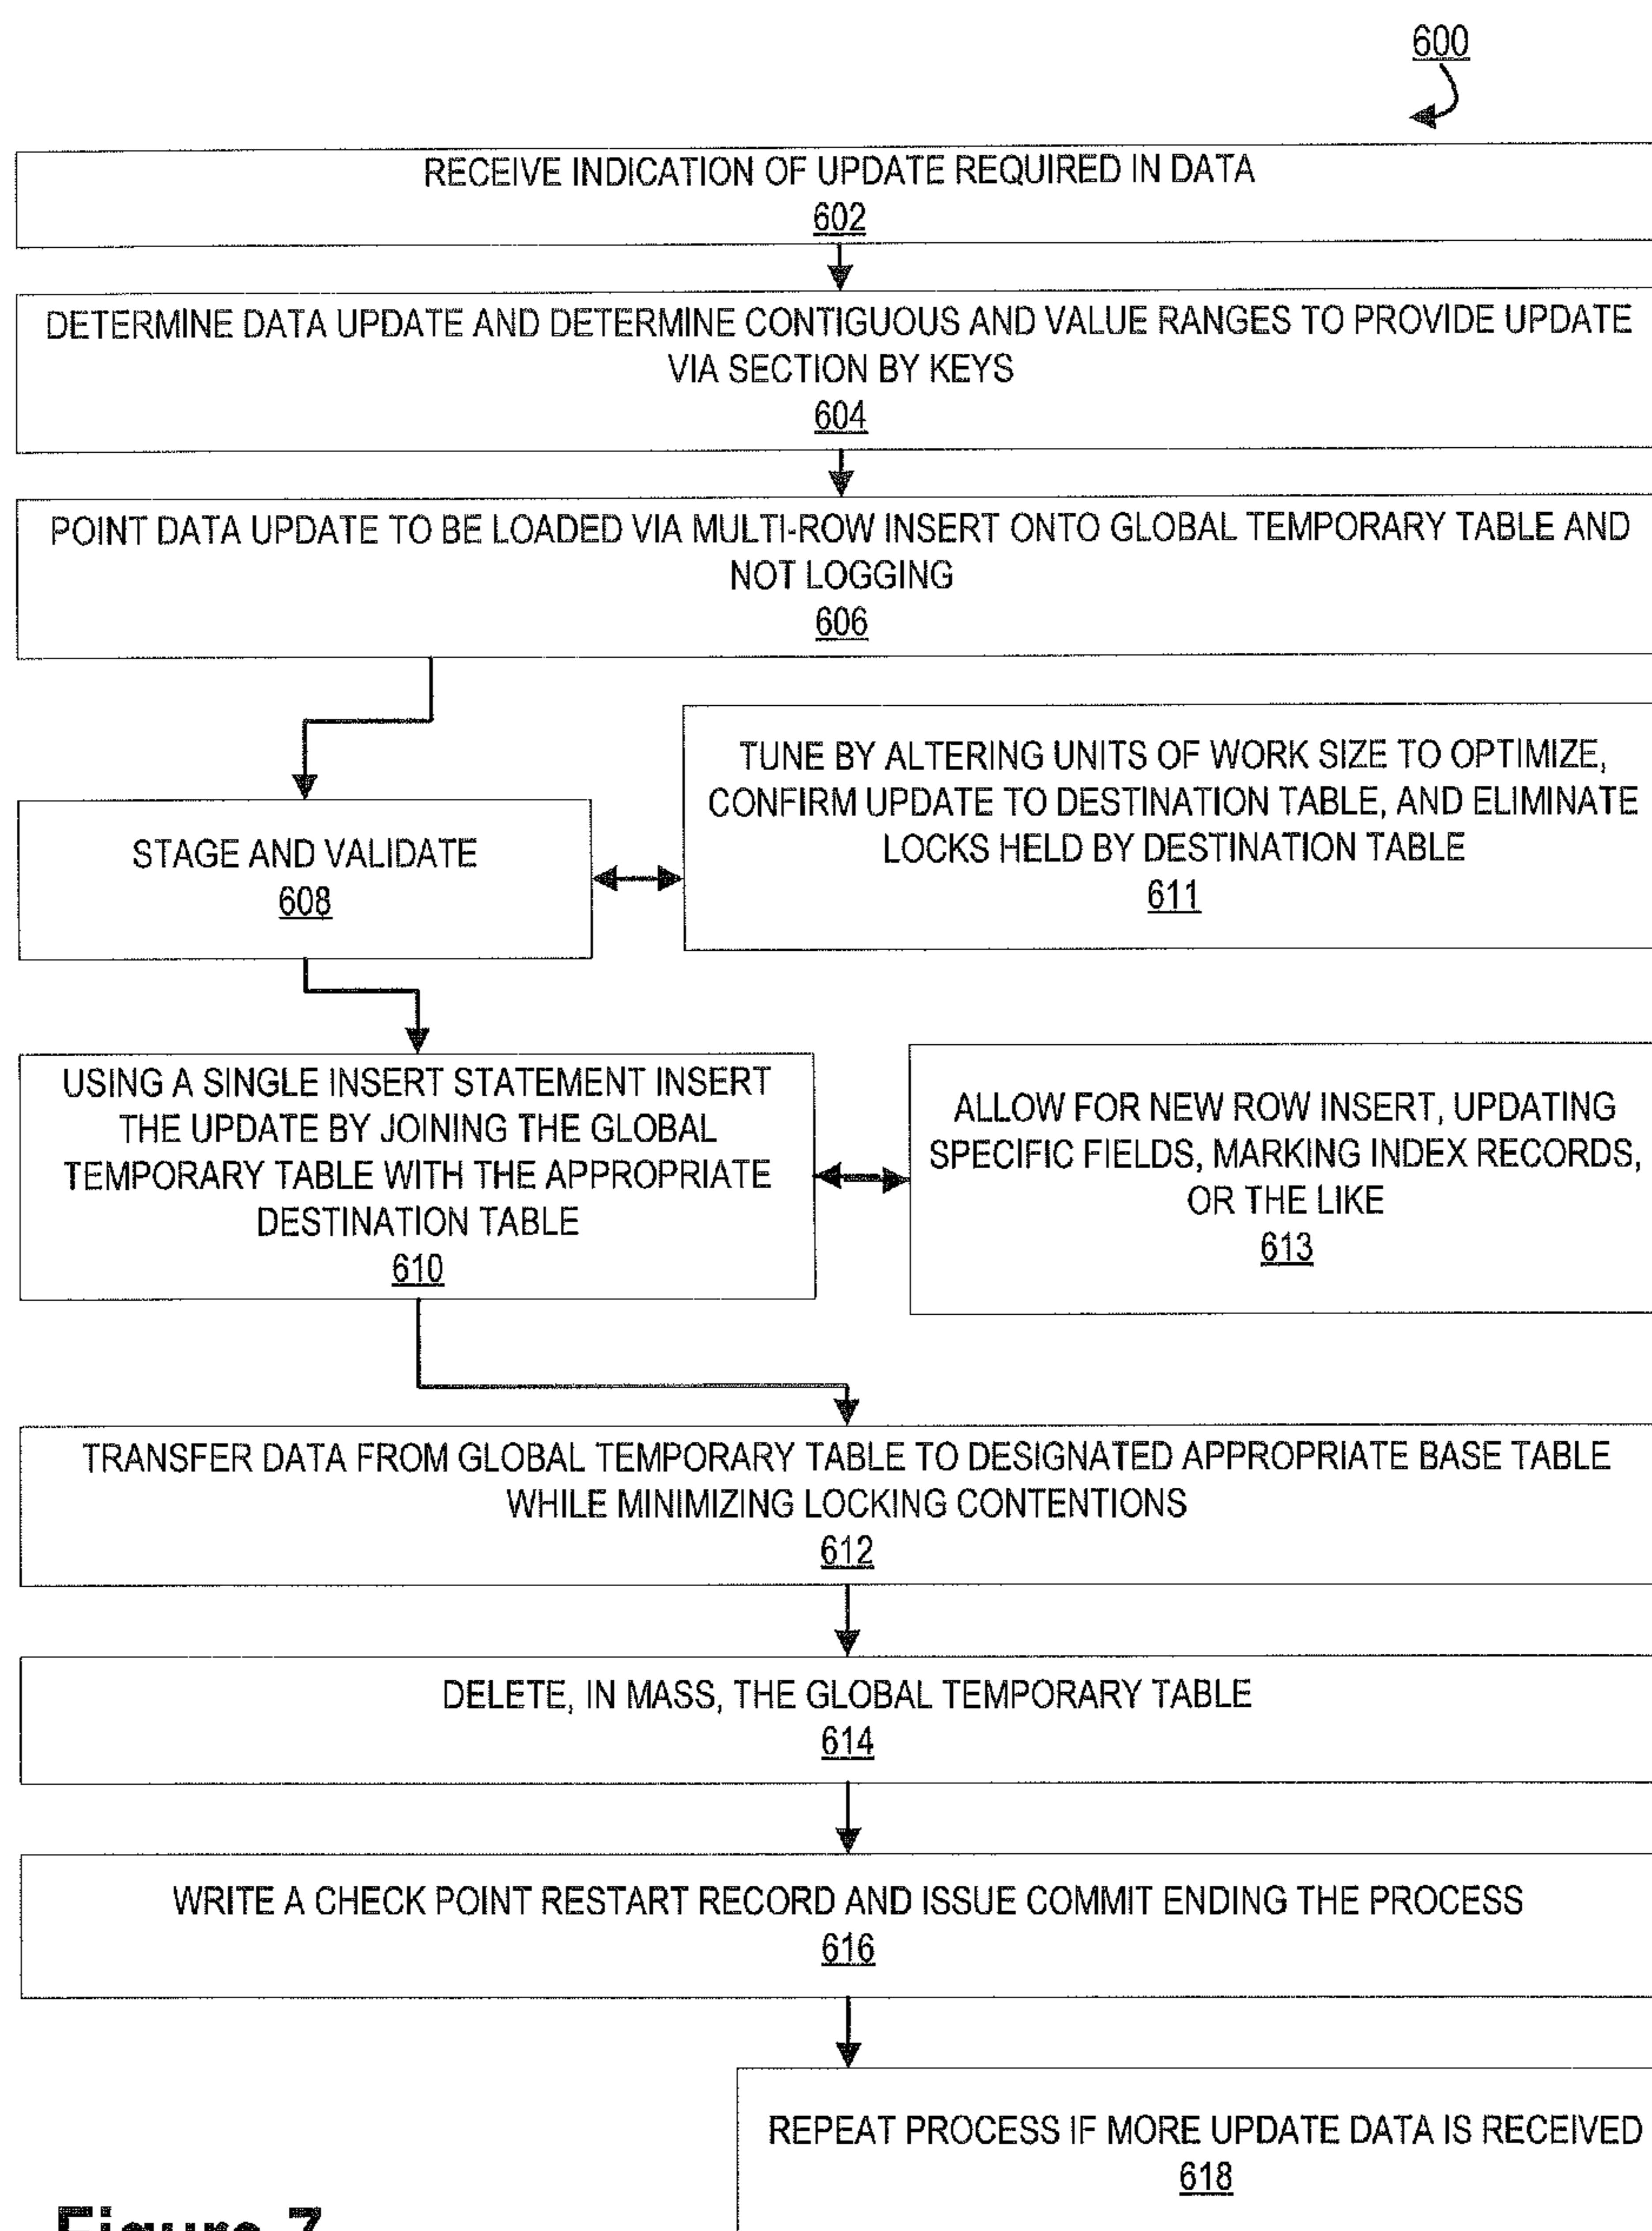 600
RECEIVE INDICATION OF UPDATE REQUIRED IN DATA
602
DETERMINE DATA UPDATE AND DETERMINE CONTIGUOUS AND VALUE RANGES TO PROVIDE UPDATE
VIA SECTION BY KEYS
604
POINT DATA UPDATE TO BE LOADED VIA MULTI-ROW INSERT ONTO GLOBAL TEMPORARY TABLE AND
NOT LOGGING
606
TUNE BY ALTERING UNITS OF WORK SIZE TO OPTIMIZE,
CONFIRM UPDATE TO DESTINATION TABLE, AND ELIMINATE
LOCKS HELD BY DESTINATION TABLE
611
STAGE AND VALIDATE
608
USING A SINGLE INSERT STATEMENT INSERT
THE UPDATE BY JOINING THE GLOBAL
TEMPORARY TABLE WITH THE APPROPRIATE
DESTINATION TABLE
610
ALLOW FOR NEW ROW INSERT, UPDATING
SPECIFIC FIELDS, MARKING INDEX RECORDS,
OR THE LIKE
613
TRANSFER DATA FROM GLOBAL TEMPORARY TABLE TO DESIGNATED APPROPRIATE BASE TABLE
WHILE MINIMIZING LOCKING CONTENTIONS
612
DELETE, IN MASS, THE GLOBAL TEMPORARY TABLE
614
WRITE A CHECK POINT RESTART RECORD AND ISSUE COMMIT ENDING THE PROCESS
616
REPEAT PROCESS IF MORE UPDATE DATA IS RECEIVED
618
Figure 7